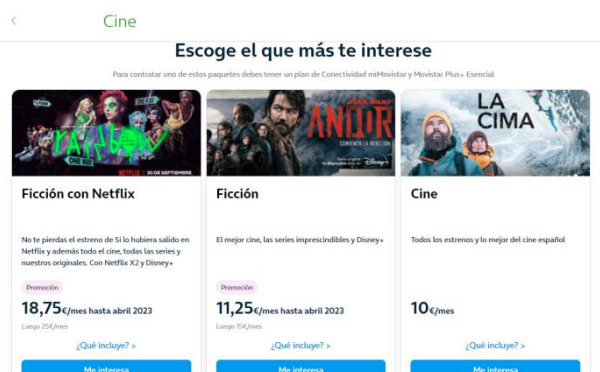 Cine
Escoge el que más te interese
Para contratar uno de estos paquetes debes tener un plan de Conectividad miMovistar y Movistar Plus+ Esencial
rainbow
ONE WAY
NETFLIX | 30 DE SEPTIEMBRE
STAR WARS
ANDOR
COMIENZA LA REBELIÓN
Disney+
LA
CIMA
Ficción con Netflix
No te pierdas el estreno de Si lo hubiera salido en
Netflix y además todo el cine, todas las series y
nuestros originales. Con Netflix X2 y Disney+
Promoción
18,75€/mes hasta abril 2023
Luego 25€/mes
¿Qué incluye? >
Me interesa
Ficción
El mejor cine, las series imprescindibles y Disney+
Promoción
11,25€/mes hasta abril 2023
Luego 15€/mes
¿Qué incluye? >
Me interesa
Cine
Todos los estrenos y lo mejor del cine español
10€/mes
¿Qué incluye? >
Me interesa